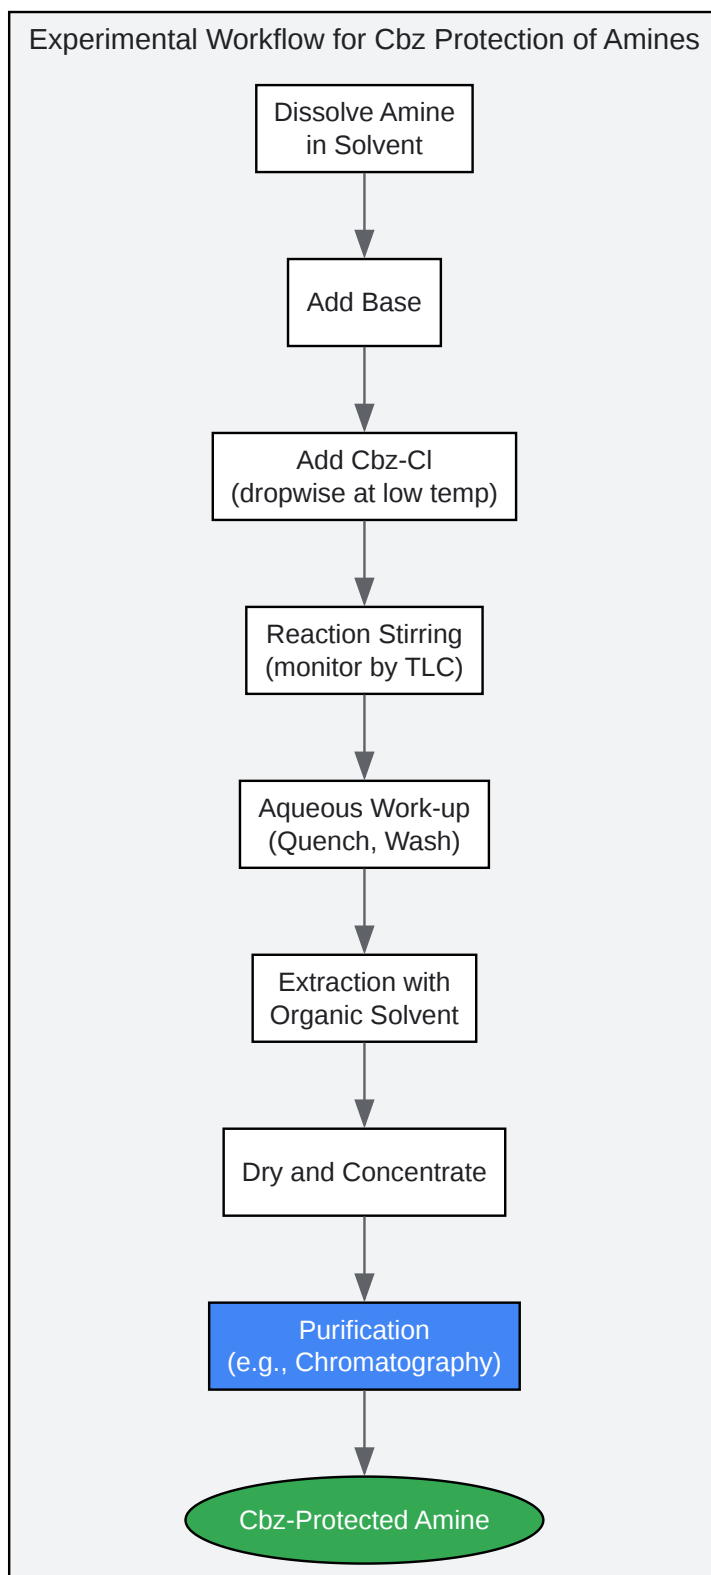 Experimental Workflow for Cbz Protection of Amines
Dissolve Amine
in Solvent
Add Base
Add Cbz-Cl
(dropwise at low temp)
Reaction Stirring
(monitor by TLC)
Aqueous Work-up
(Quench, Wash)
Extraction with
Organic Solvent
Dry and Concentrate
Purification
(e.g., Chromatography)
Cbz-Protected Amine